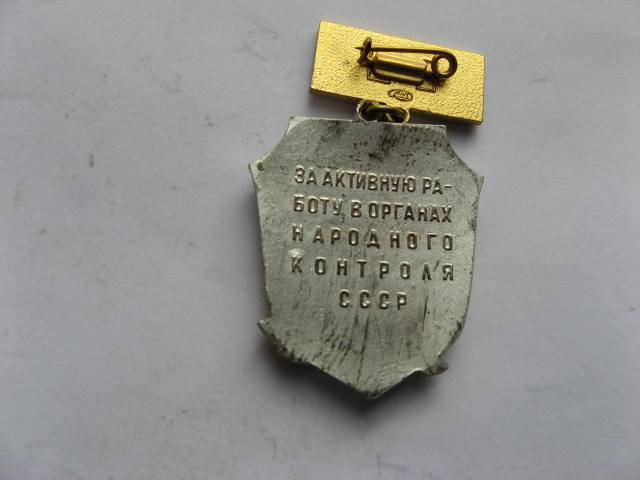 ЗА АКТИВНУЮ РА-
БОТУ В ОРГАНАХ
НАРОДНОГО
КОНТРОЛЯ
СССР